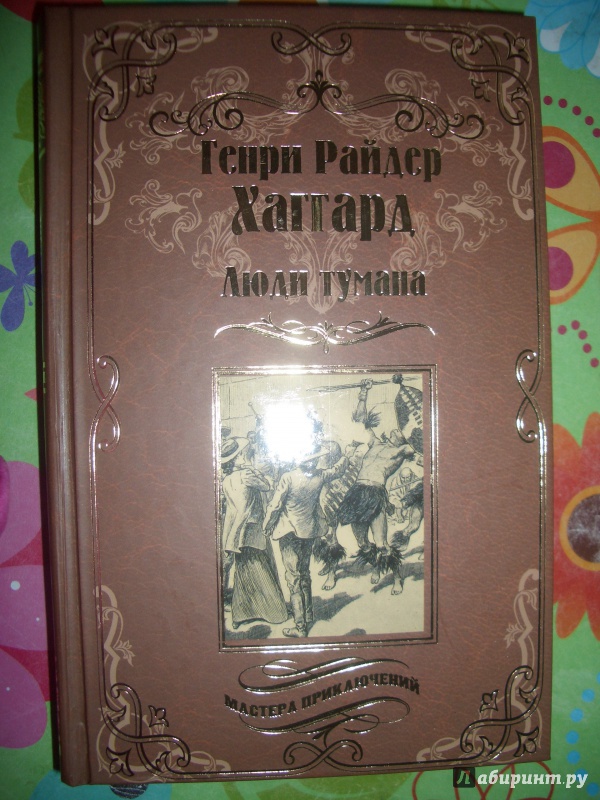 Генри Райдер
Хаггард
Люди тумана
МАСТЕРА ПРИКЛЮЧЕНИЙ
Лабиринт.ру